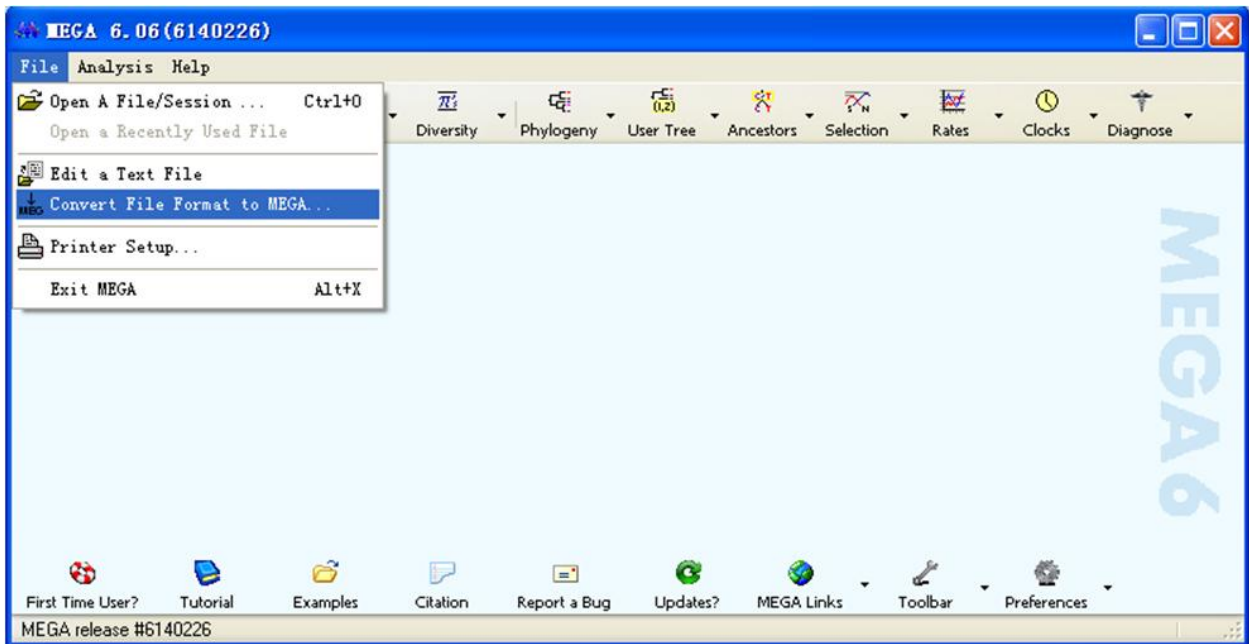 MEGA 6.06(6140226)
File Analysis Help
Open A File/Session ... Ctrl+O
Open a Recently Used File
Edit a Text File
Convert File Format to MEGA...
Printer Setup...
Exit MEGA Alt+X
Diversity Phylogeny User Tree Ancestors Selection Rates Clocks Diagnose
MEGA 6
First Time User? Tutorial Examples Citation Report a Bug Updates? MEGA Links Toolbar Preferences
MEGA release #6140226